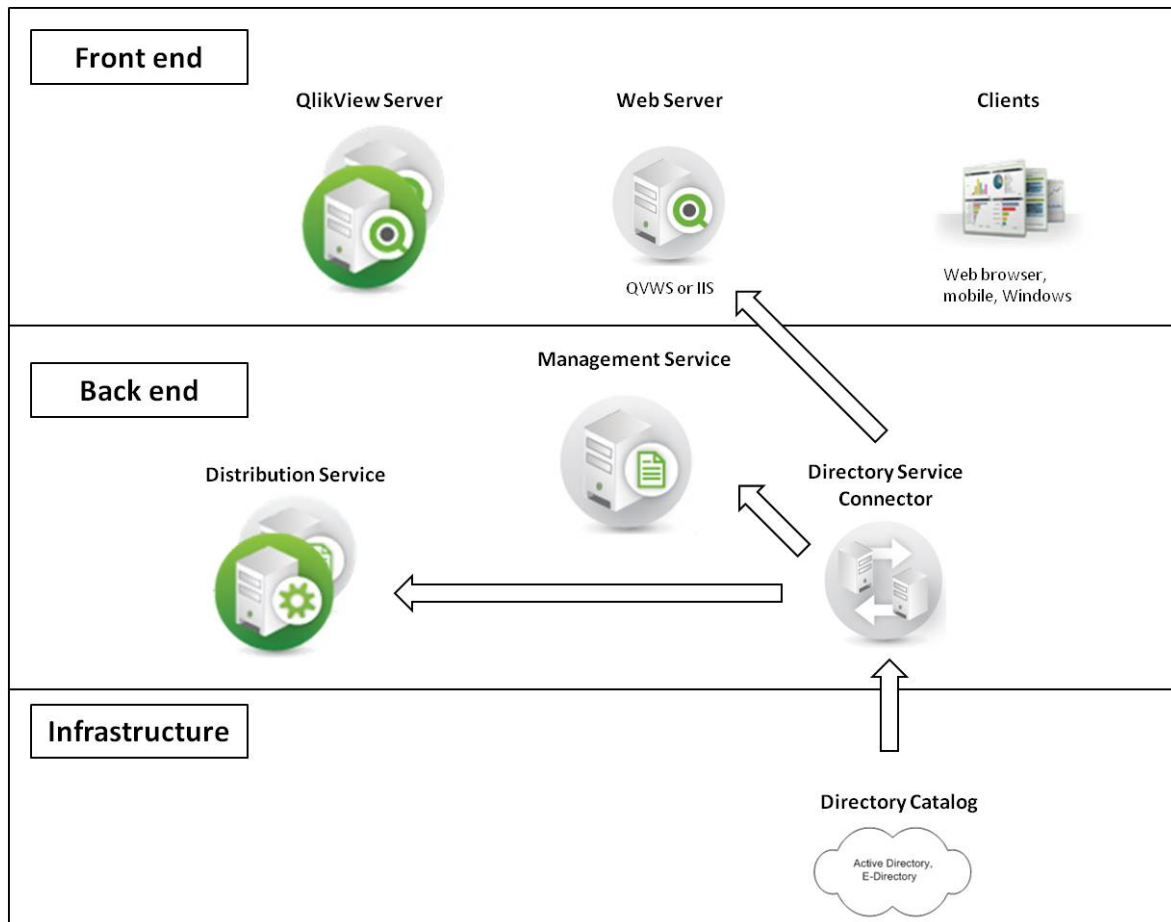 Front end
QlikView Server
Web Server
Clients
QVWS or IIS
Web browser,
mobile, Windows
Back end
Management Service
Distribution Service
Directory Service
Connector
Infrastructure
Directory Catalog
Active Directory,
E-Directory